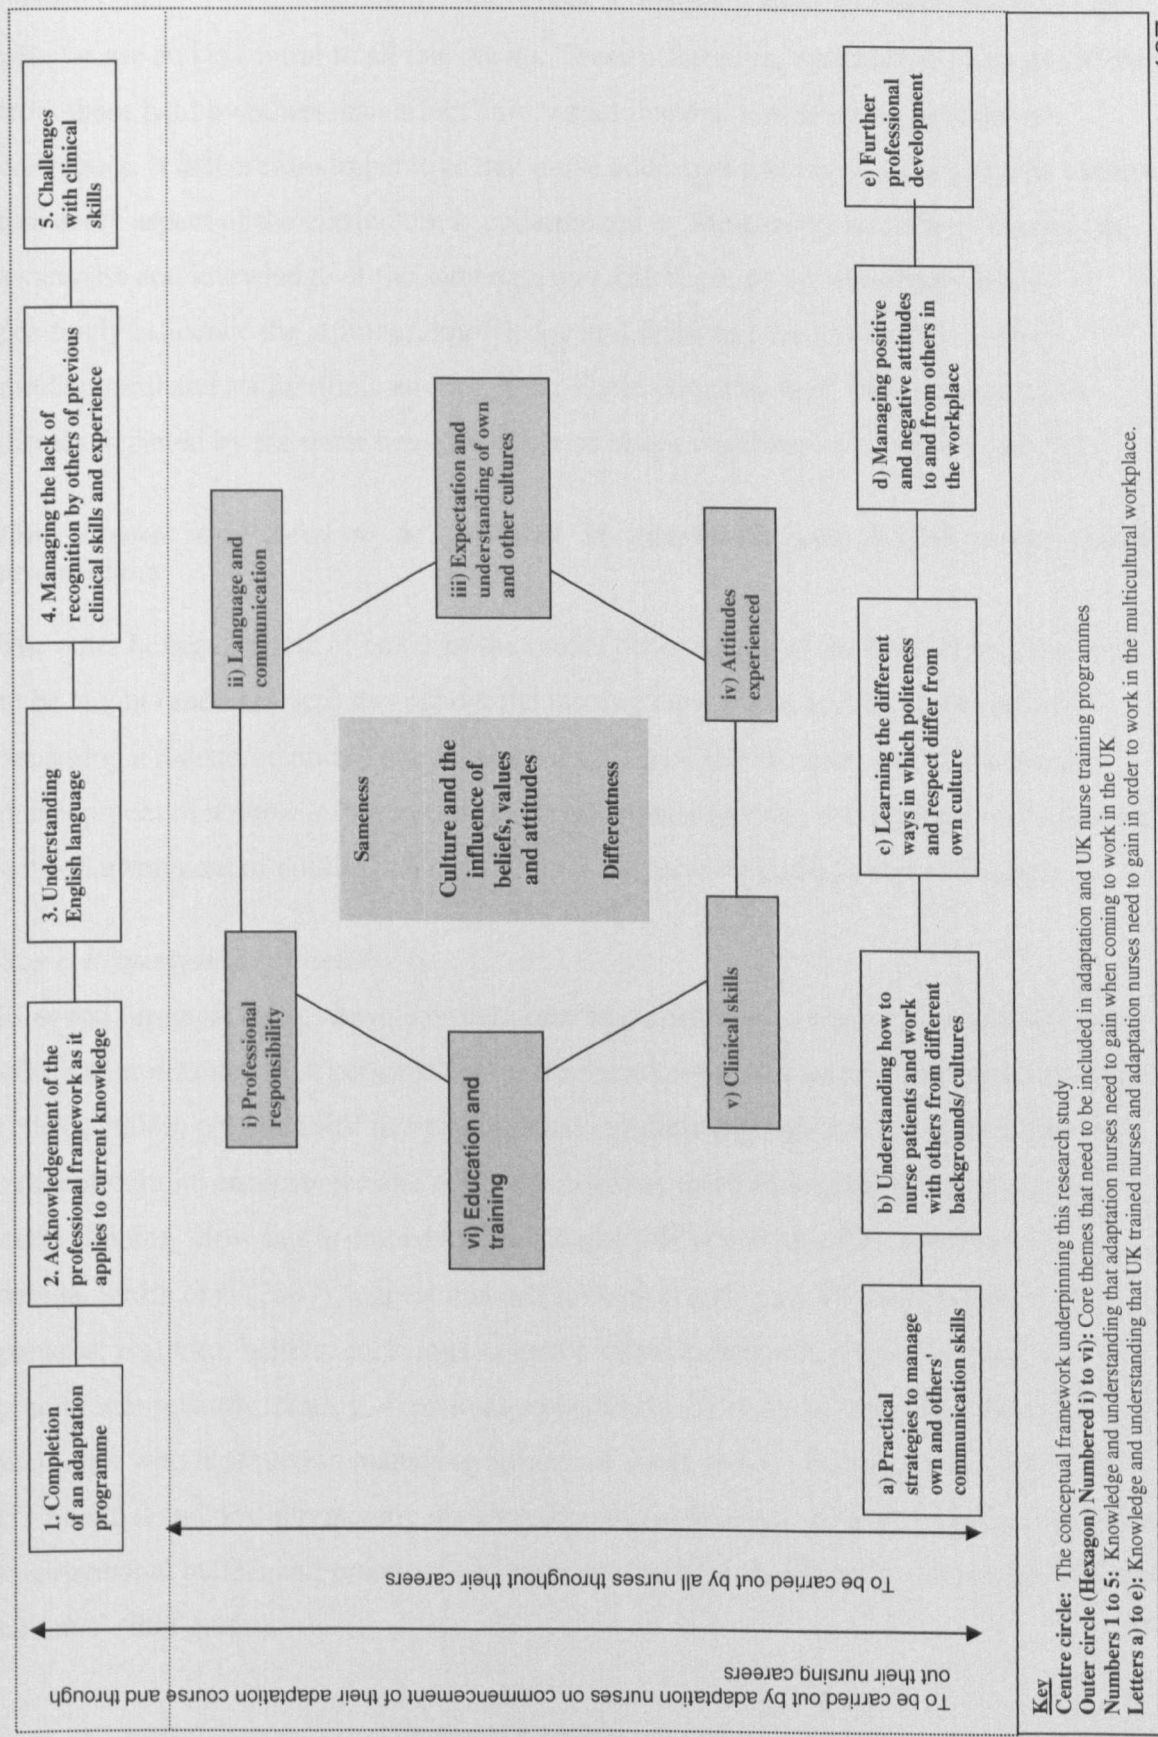 1. Completion
of an adaptation
programme
2. Acknowledgement of the
professional framework as it
applies to current knowledge
3. Understanding
English language
4. Managing the lack of
recognition by others of previous
clinical skills and experience
5. Challenges
with clinical
skills
i) Professional
responsibility
ii) Language and
communication
iii) Expectation and
understanding of own
and other cultures
iv) Attitudes
experienced
v) Clinical skills
vi) Education and
training
Sameness
Culture and the
influence of
beliefs, values
and attitudes
Differentness
a) Practical
strategies to manage
own and others'
communication skills
b) Understanding how to
nurse patients and work
with others from different
backgrounds/ cultures
c) Learning the different
ways in which politeness
and respect differ from
own culture
d) Managing positive
and negative attitudes
to and from others in
the workplace
e) Further
professional
development
To be carried out by all nurses throughout their careers
To be carried out by adaptation nurses on commencement of their adaptation course and through
out their nursing careers
Key
Centre circle: The conceptual framework underpinning this research study
Outer circle (Hexagon) Numbered i) to vi): Core themes that need to be included in adaptation and UK nurse training programmes
Numbers 1 to 5: Knowledge and understanding that adaptation nurses need to gain when coming to work in the UK
Letters a) to e): Knowledge and understanding that UK trained nurses and adaptation nurses need to gain in order to work in the multicultural workplace.